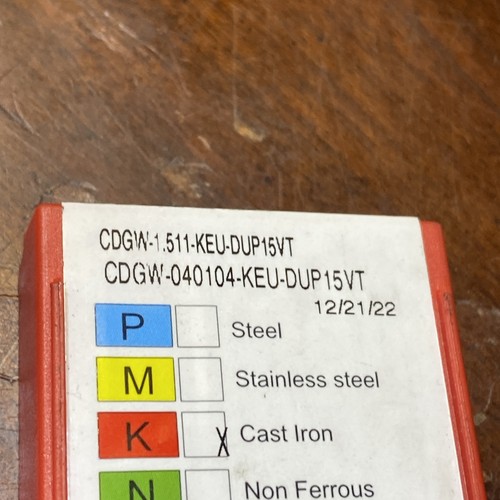 CDGW-1.511-KEU-DUP15VT
CDGW-040104-KEU-DUP15VT
12/21/22
P Steel
M Stainless steel
K X Cast Iron
N Non Ferrous